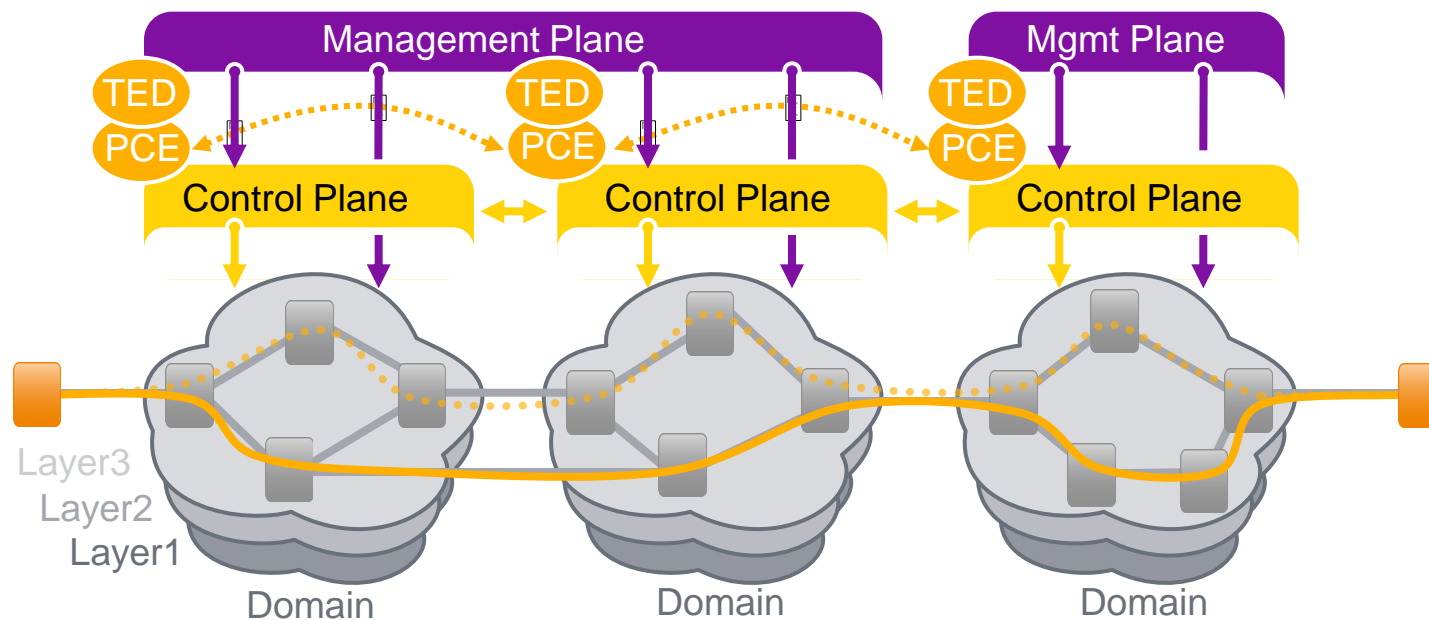 Management Plane
Mgmt Plane
TED
TED
TED
PCE
PCE
PCE
Control Plane
Control Plane
Control Plane
Layer3
Layer2
Layer1
Domain
Domain
Domain